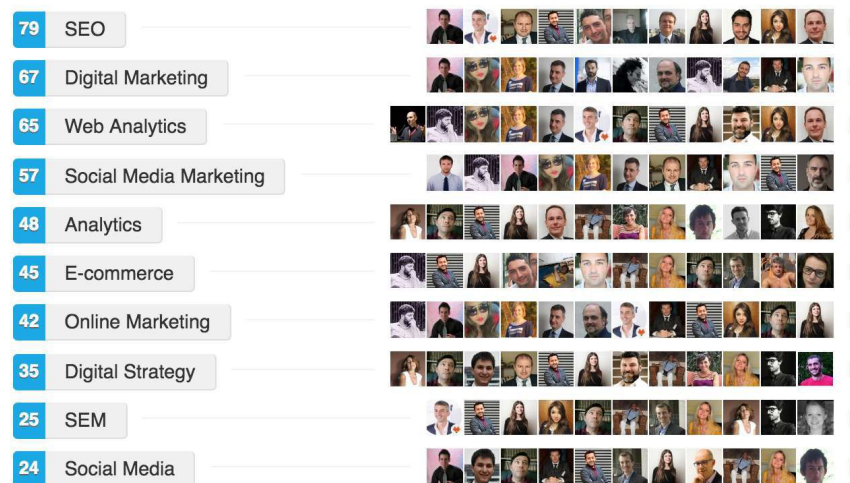 79 SEO
67 Digital Marketing
65 Web Analytics
57 Social Media Marketing
48 Analytics
45 E-commerce
42 Online Marketing
35 Digital Strategy
25 SEM
24 Social Media